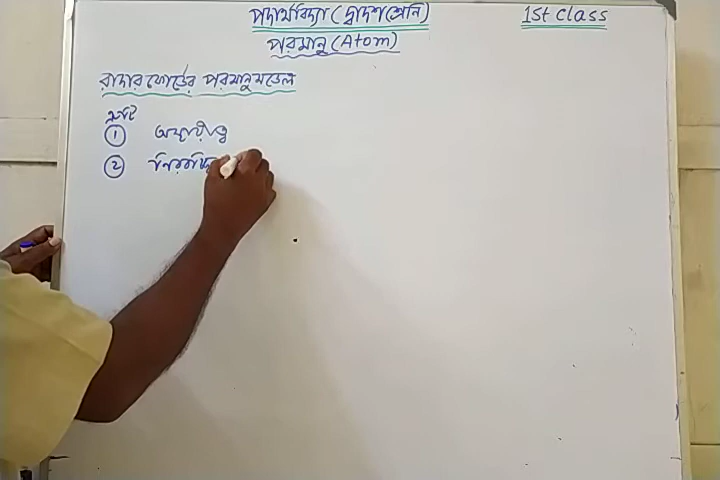 পদার্থবিদ্যা (দ্বাদশ শ্রেনি)
1st class
পরমানু (Atom)
রাদারফোর্ডের পরমানু মডেল
ত্রুটি
① অস্থায়ীত্ব
②